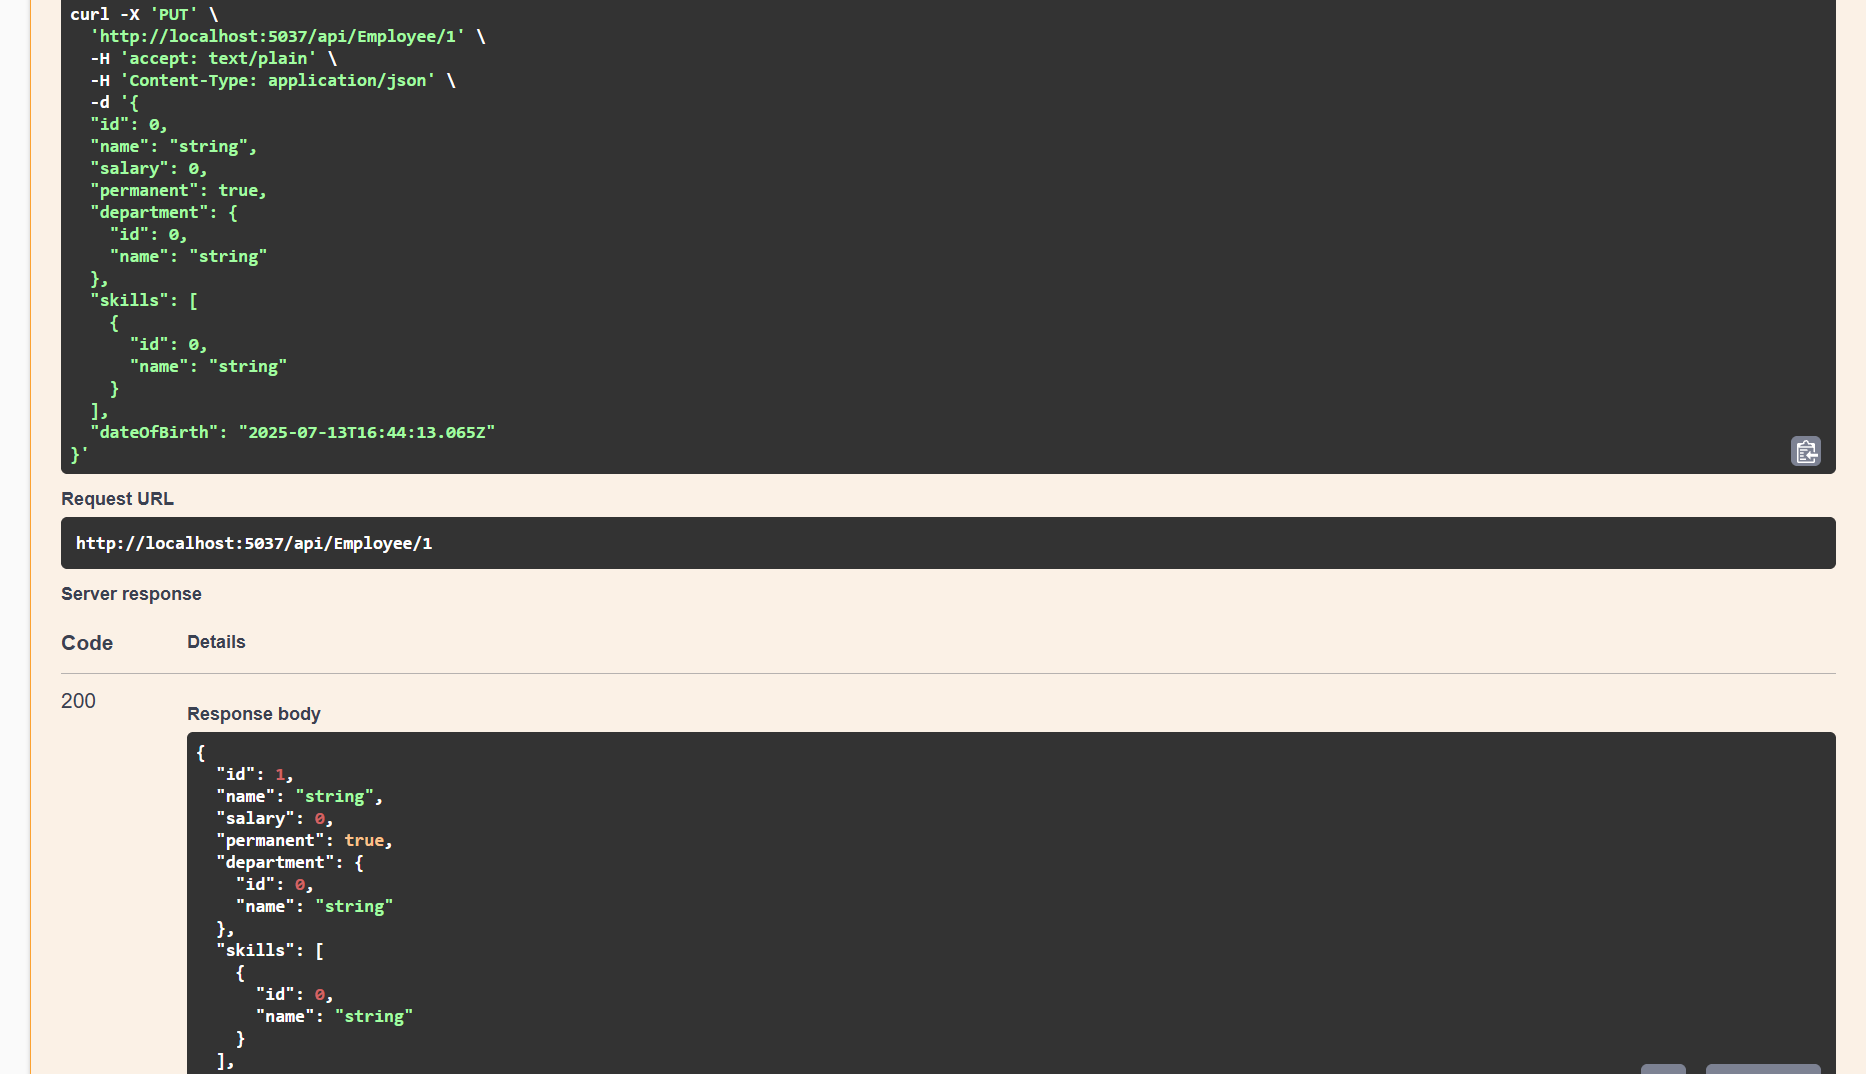 curl -X 'PUT' \
  'http://localhost:5037/api/Employee/1' \
  -H 'accept: text/plain' \
  -H 'Content-Type: application/json' \
  -d '{
  "id": 0,
  "name": "string",
  "salary": 0,
  "permanent": true,
  "department": {
    "id": 0,
    "name": "string"
  },
  "skills": [
    {
      "id": 0,
      "name": "string"
    }
  ],
  "dateOfBirth": "2025-07-13T16:44:13.065Z"
}'
Request URL
http://localhost:5037/api/Employee/1
Server response
Code Details
200
Response body
{
  "id": 1,
  "name": "string",
  "salary": 0,
  "permanent": true,
  "department": {
    "id": 0,
    "name": "string"
  },
  "skills": [
    {
      "id": 0,
      "name": "string"
    }
  ],